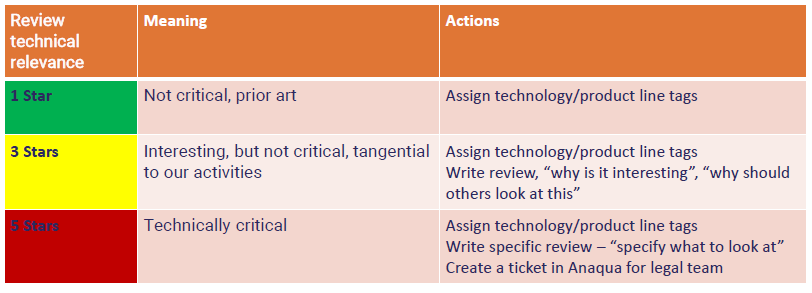 Review technical relevance
Meaning
Actions
1 Star
Not critical, prior art
Assign technology/product line tags
3 Stars
Interesting, but not critical, tangential
to our activities
Assign technology/product line tags
Write review, “why is it interesting”, “why should
others look at this”
5 Stars
Technically critical
Assign technology/product line tags
Write specific review – “specify what to look at”
Create a ticket in Anaqua for legal team